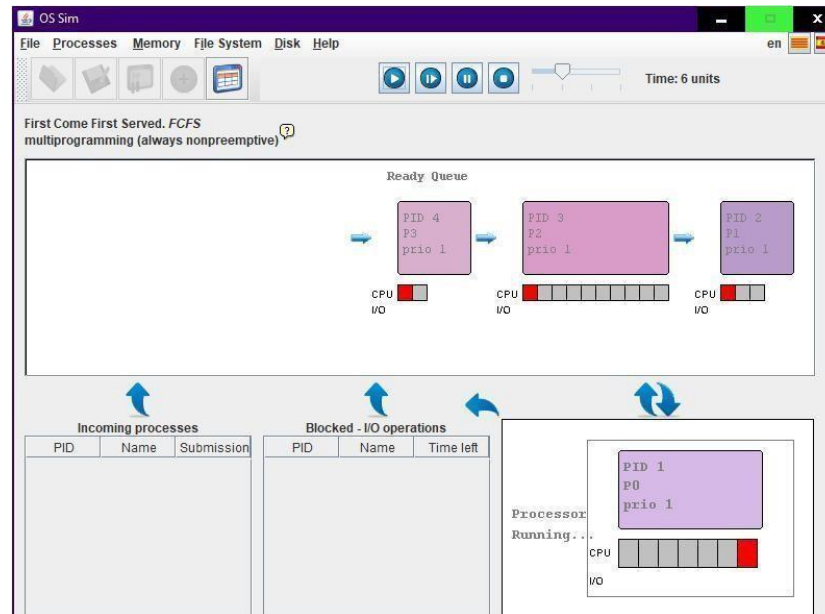 OS Sim
File Processes Memory File System Disk Help
en
Time: 6 units
First Come First Served. FCFS
multiprogramming (always nonpreemptive)
?
Ready Queue
PID 4
P3
prio 1
CPU
I/O
PID 3
P2
prio 1
CPU
I/O
PID 2
P1
prio 1
CPU
I/O
Incoming processes
PID Name Submission
Blocked - I/O operations
PID Name Time left
Processor
Running...
PID 1
P0
prio 1
CPU
I/O